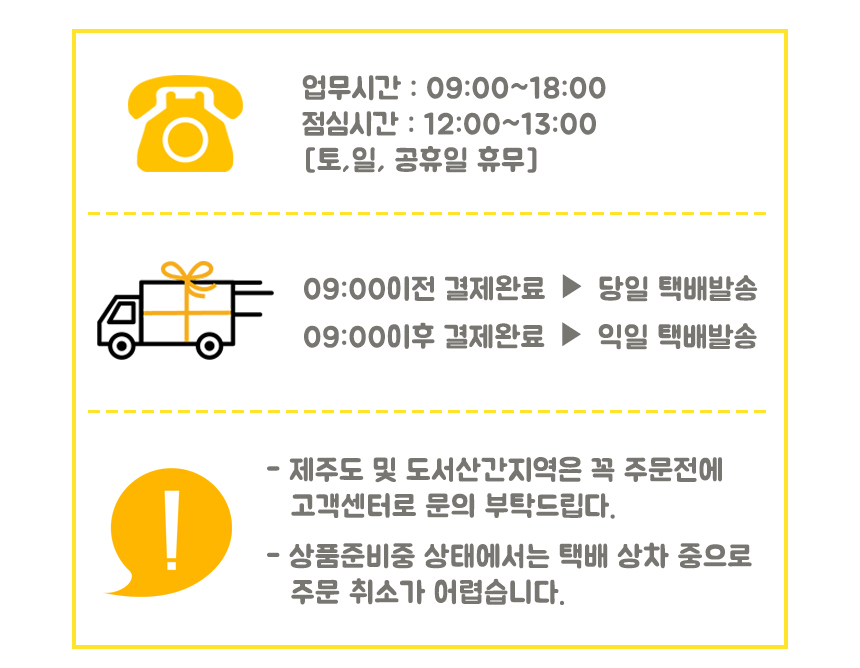 업무시간 : 09:00~18:00
점심시간 : 12:00~13:00
[토,일, 공휴일 휴무]
09:00이전 결제완료 ▶ 당일 택배발송
09:00이후 결제완료 ▶ 익일 택배발송
- 제주도 및 도서산간지역은 꼭 주문전에
고객센터로 문의 부탁드립다.
- 상품준비중 상태에서는 택배 상차 중으로
주문 취소가 어렵습니다.